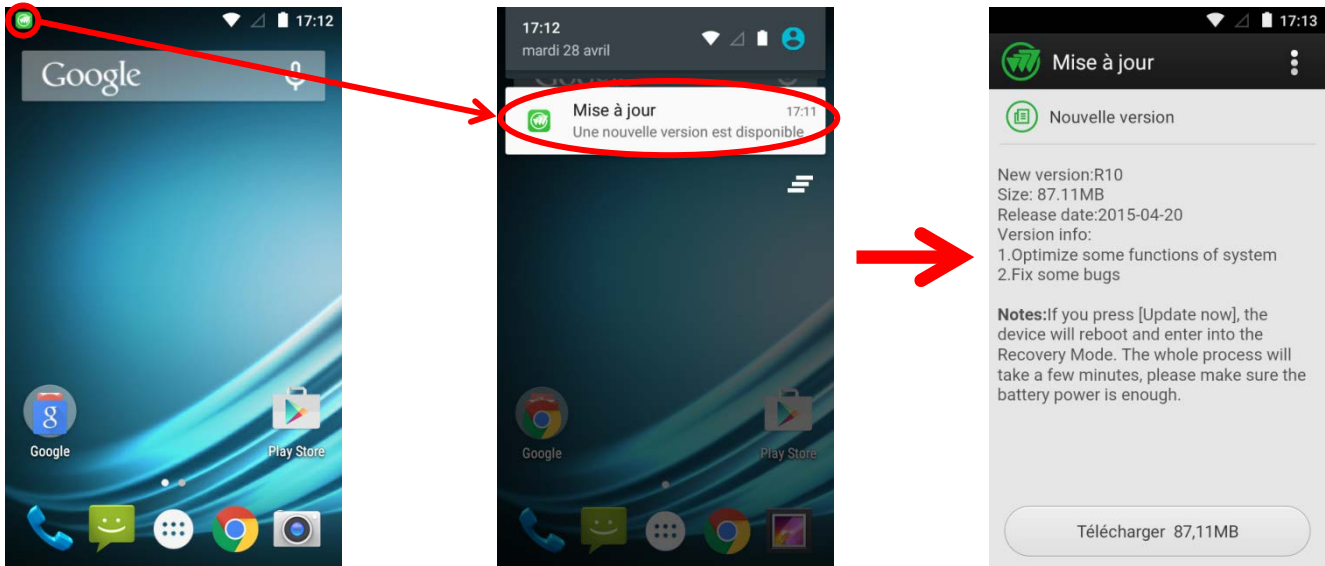 17:12
Google
Google
Play Store
17:12
mardi 28 avril
Mise à jour
17:11
Une nouvelle version est disponible
Google
Play Store
17:13
Mise à jour
Nouvelle version
New version:R10
Size: 87.11MB
Release date:2015-04-20
Version info:
1.Optimize some functions of system
2.Fix some bugs
Notes:If you press [Update now], the
device will reboot and enter into the
Recovery Mode. The whole process will
take a few minutes, please make sure the
battery power is enough.
Télécharger 87,11MB